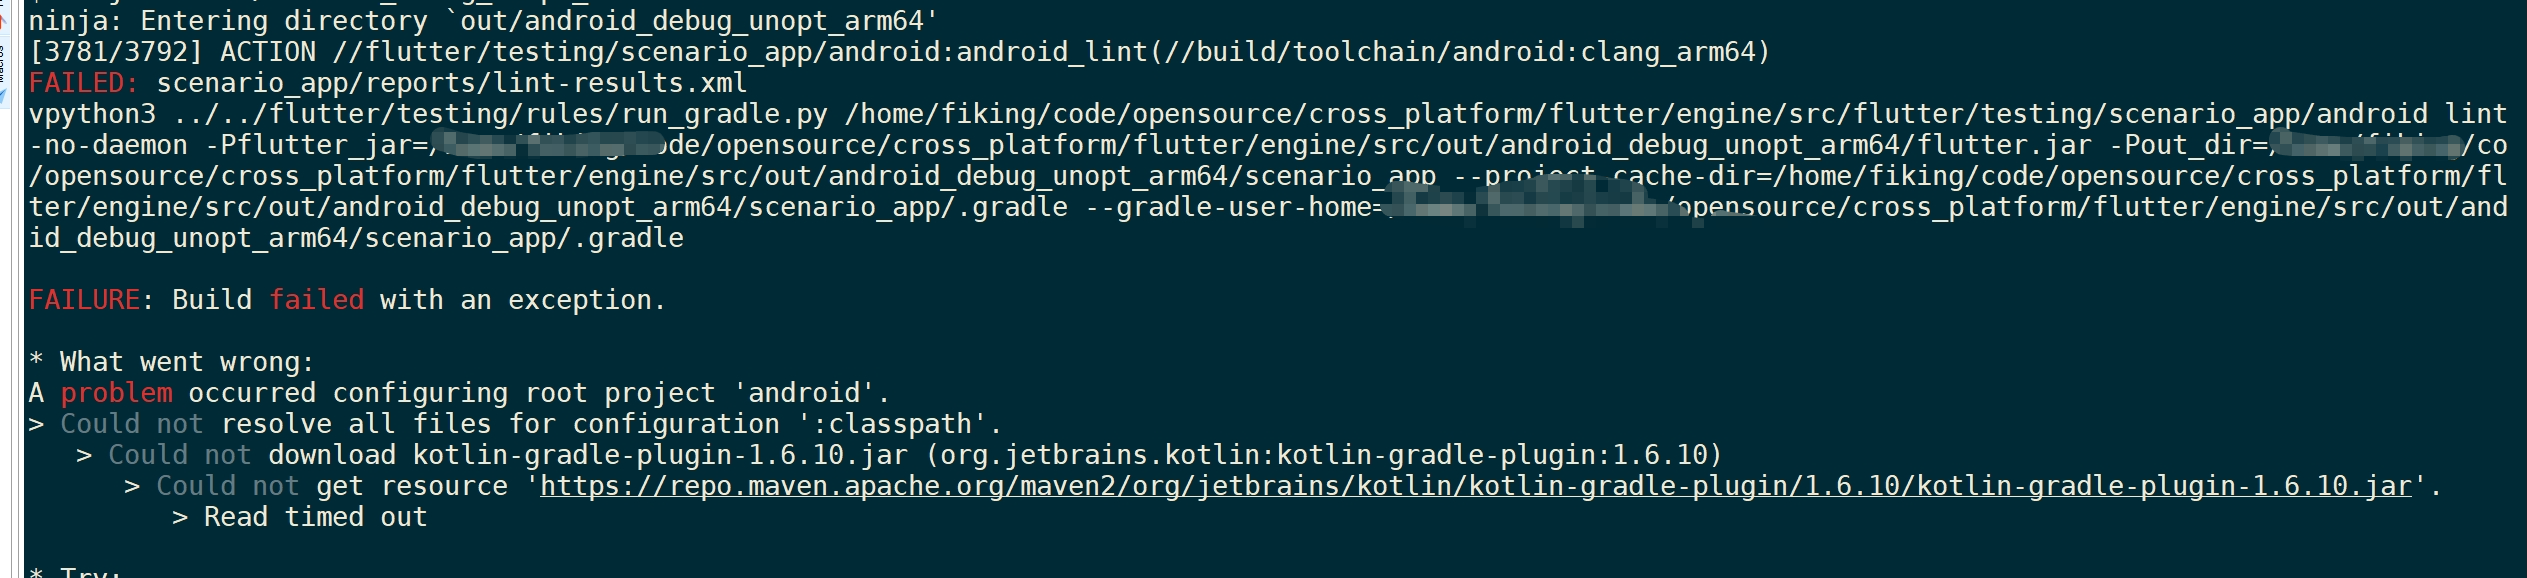 ninja: Entering directory `out/android_debug_unopt_arm64'
[3781/3792] ACTION //flutter/testing/scenario_app/android:android_lint(//build/toolchain/android:clang_arm64)
FAILED: scenario_app/reports/lint-results.xml
vpython3 ../../flutter/testing/rules/run_gradle.py /home/fiking/code/opensource/cross_platform/flutter/engine/src/flutter/testing/scenario_app/android lint
-no-daemon -Pflutter_jar=/ode/opensource/cross_platform/flutter/engine/src/out/android_debug_unopt_arm64/flutter.jar -Pout_dir=/co
/opensource/cross_platform/flutter/engine/src/out/android_debug_unopt_arm64/scenario_app --project-cache-dir=/home/fiking/code/opensource/cross_platform/fl
ter/engine/src/out/android_debug_unopt_arm64/scenario_app/.gradle --gradle-user-home=/opensource/cross_platform/flutter/engine/src/out/and
id_debug_unopt_arm64/scenario_app/.gradle
FAILURE: Build failed with an exception.
* What went wrong:
A problem occurred configuring root project 'android'.
> Could not resolve all files for configuration ':classpath'.
> Could not download kotlin-gradle-plugin-1.6.10.jar (org.jetbrains.kotlin:kotlin-gradle-plugin:1.6.10)
> Could not get resource 'https://repo.maven.apache.org/maven2/org/jetbrains/kotlin/kotlin-gradle-plugin/1.6.10/kotlin-gradle-plugin-1.6.10.jar'.
> Read timed out
* Try: